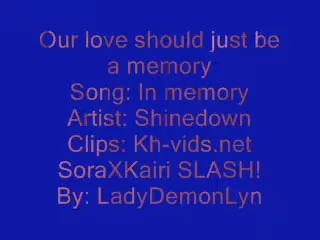 Our love should just be
a memory
Song: In memory
Artist: Shinedown
Clips: Kh-vids.net
SoraXKairi SLASH!
By: LadyDemonLyn